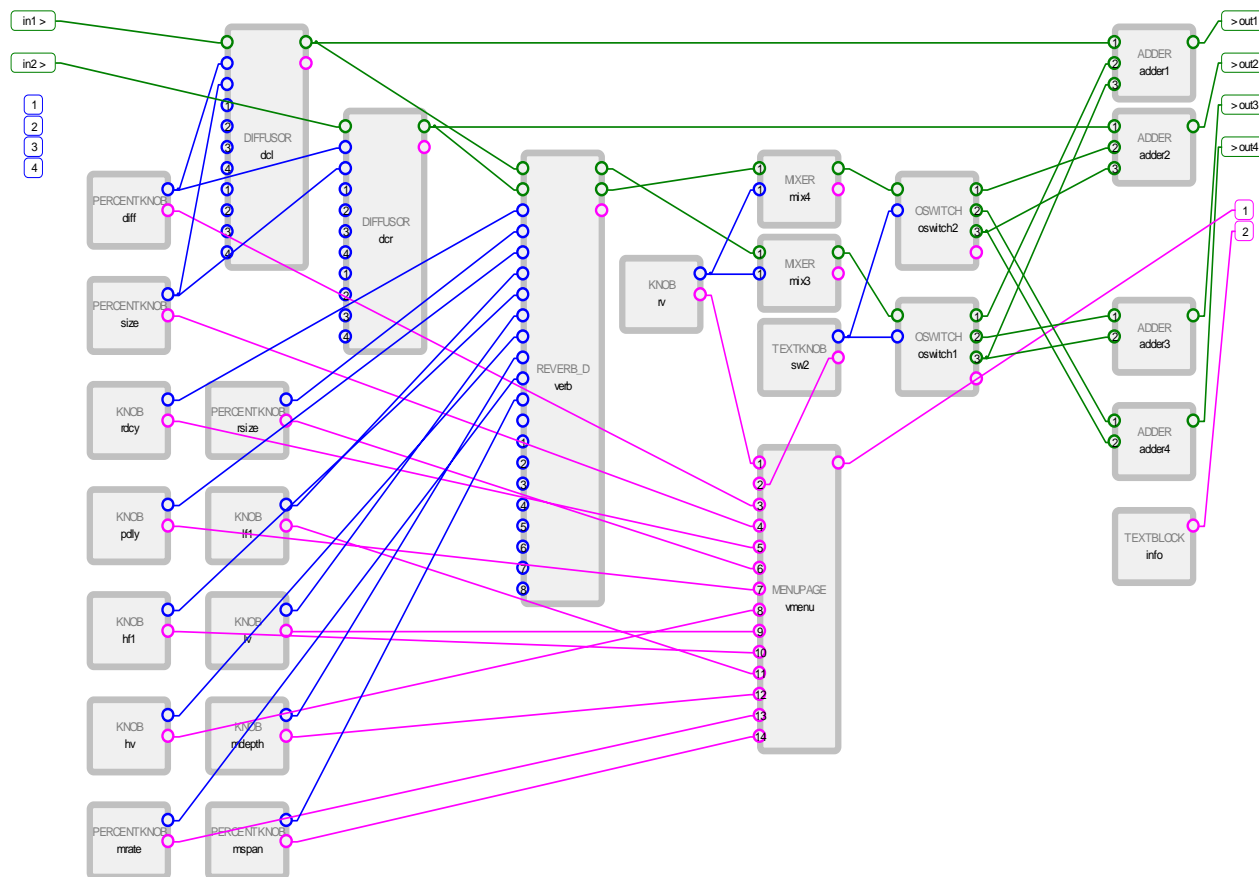 in1 >
in2 >
1
2
3
4
DIFFUSOR
dcl
1
2
3
4
1
2
3
4
DIFFUSOR
dcr
1
2
3
4
1
2
3
4
PERCENTKNOB
diff
PERCENTKNOB
size
KNOB
rdcy
PERCENTKNOB
rsize
KNOB
pdly
KNOB
lf1
KNOB
hf1
KNOB
lv
KNOB
hv
KNOB
mdepth
PERCENTKNOB
mrate
PERCENTKNOB
mspan
REVERB_D
verb
1
2
3
4
5
6
7
8
KNOB
rv
1
1
MIXER
mix4
1
1
MIXER
mix3
TEXTKNOB
sw2
OSWITCH
oswitch2
1
2
3
OSWITCH
oswitch1
1
2
3
1
2
3
4
5
6
7
8
9
10
11
12
13
14
MENUPAGE
vmenu
1
2
3
ADDER
adder1
1
2
3
ADDER
adder2
1
2
ADDER
adder3
1
2
ADDER
adder4
TEXTBLOCK
info
> out1
> out2
> out3
> out4
1
2